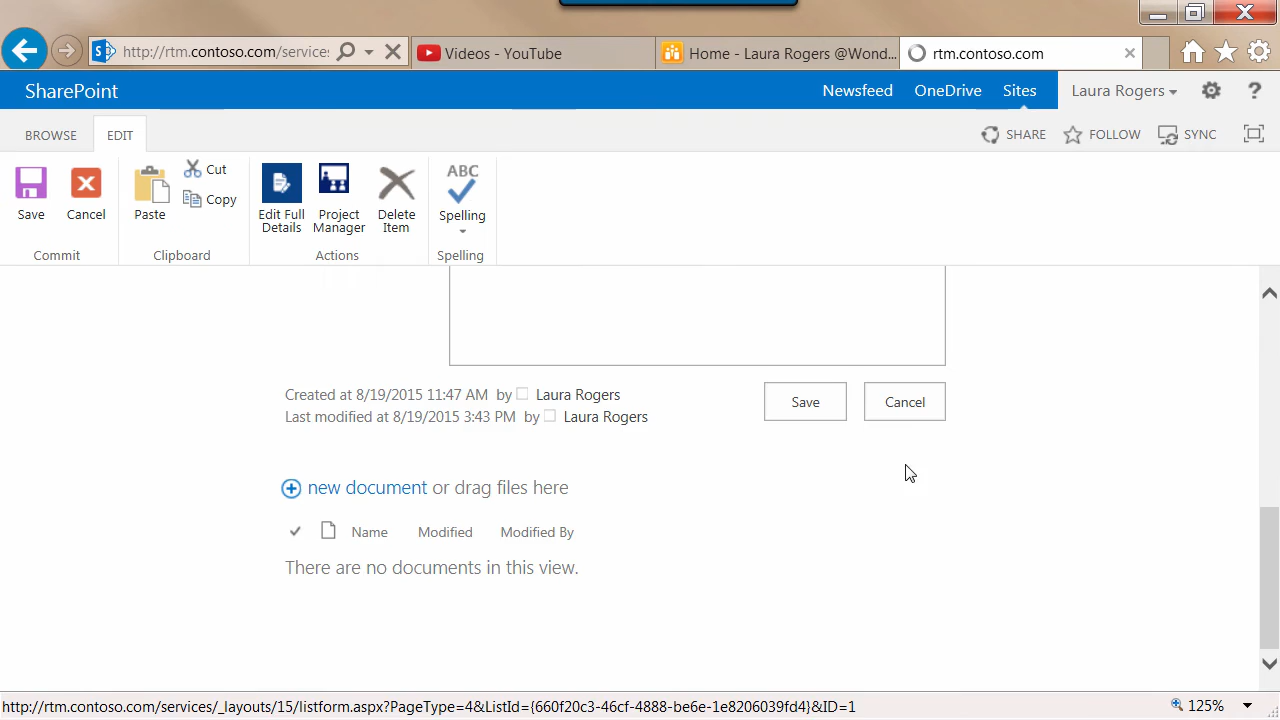 http://rtm.contoso.com/service:
Videos - YouTube
Home - Laura Rogers @Wond...
rtm.contoso.com
SharePoint
Newsfeed
OneDrive
Sites
Laura Rogers
?
BROWSE
EDIT
SHARE
FOLLOW
SYNC
Save
Cancel
Paste
Cut
Copy
Edit Full
Details
Project
Manager
Delete
Item
ABC
Spelling
Commit
Clipboard
Actions
Spelling
Created at 8/19/2015 11:47 AM by Laura Rogers
Last modified at 8/19/2015 3:43 PM by Laura Rogers
Save
Cancel
new document or drag files here
Name
Modified
Modified By
There are no documents in this view.
http://rtm.contoso.com/services/_layouts/15/listform.aspx?PageType=4&ListId={660f20c3-46cf-4888-be6e-1e8206039fd4}&ID=1
125%